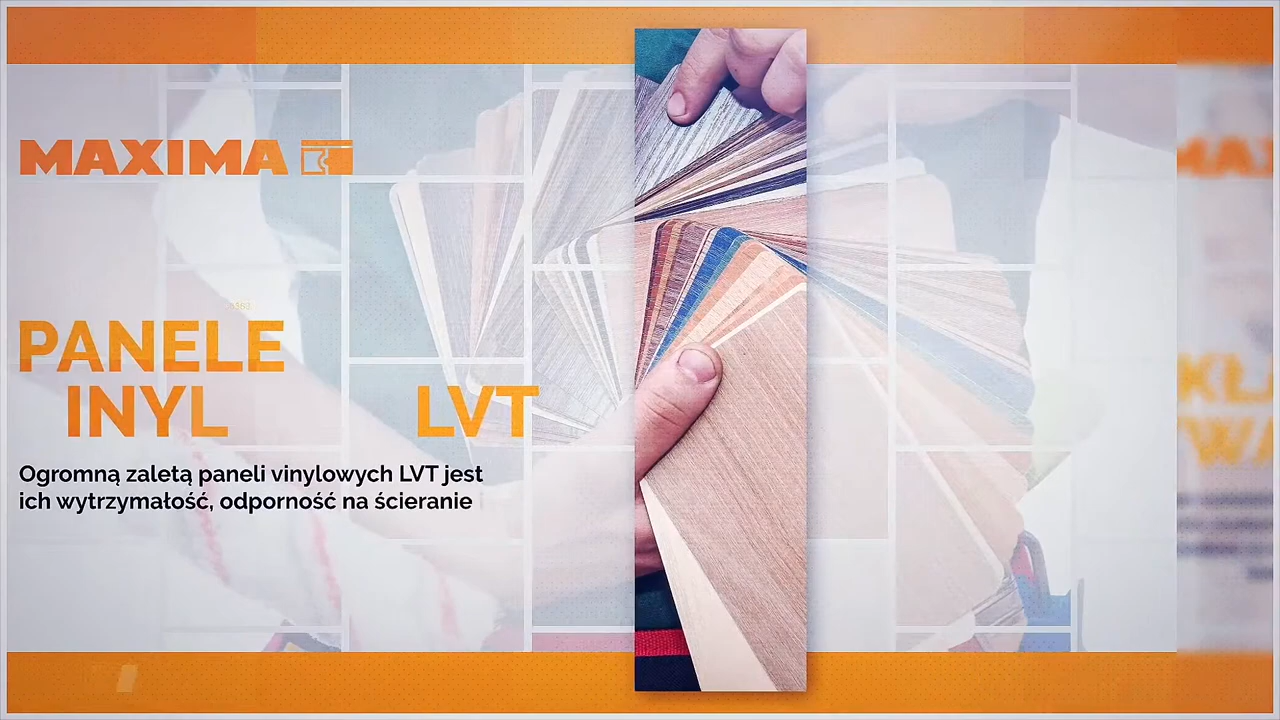 MAXIMA
PANELE
INYL LVT
Ogromną zaletą paneli vinylowych LVT jest
ich wytrzymałość, odporność na ścieranie